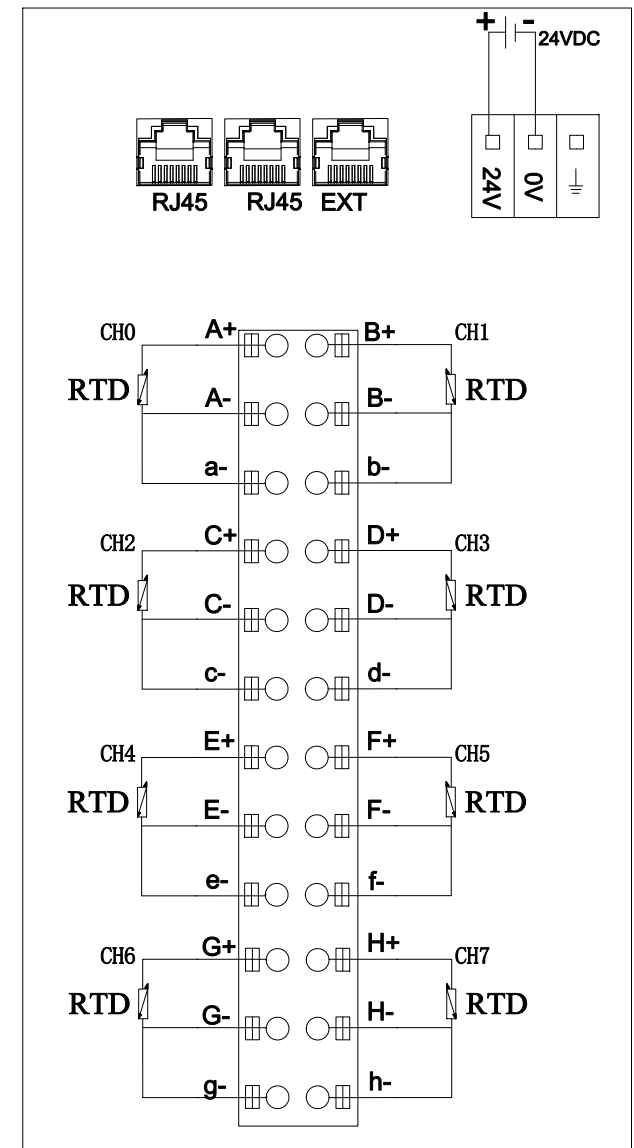 + - 24VDC
24V 0V
RJ45 RJ45 EXT
CH0 A+ B+ CH1
RTD RTD
A- B-
a- b-
CH2 C+ D+ CH3
RTD RTD
C- D-
c- d-
CH4 E+ F+ CH5
RTD RTD
E- F-
e- f-
CH6 G+ H+ CH7
RTD RTD
G- H-
g- h-